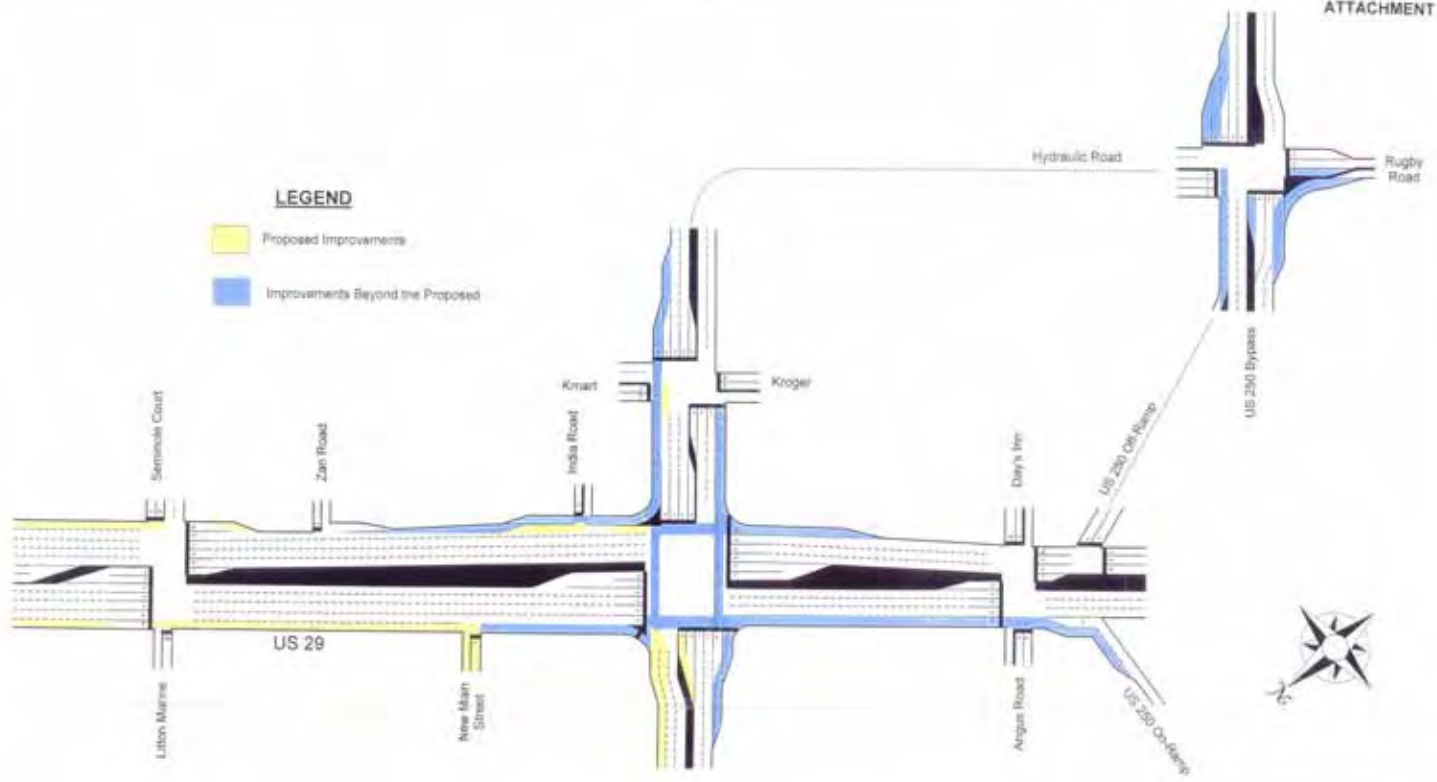 ATTACHMENT
Hydraulic Road
Rugby
Road
LEGEND
Proposed Improvements
Improvements Beyond the Proposed
US 250 Bypass
Kmart
Kroger
Seminole Court
Zan Road
India Road
Day's Inn
US 250 Off-Ramp
US 29
Litton Marine
New Main
Street
Angus Road
US 250 On-Ramp
N